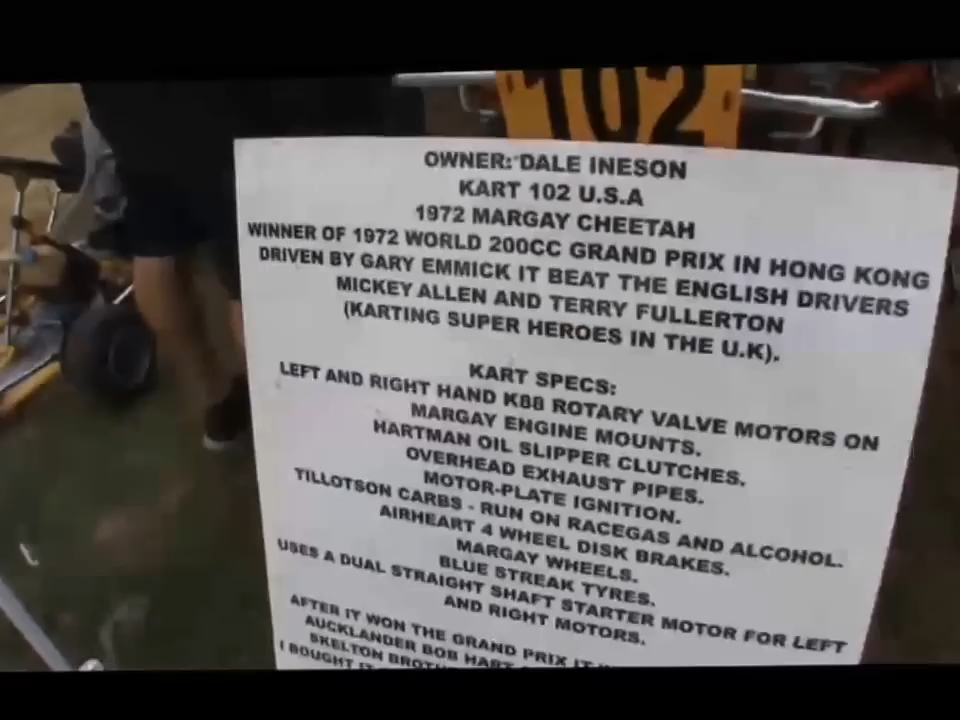 102
OWNER: DALE INESON
KART 102 U.S.A
1972 MARGAY CHEETAH
WINNER OF 1972 WORLD 200CC GRAND PRIX IN HONG KONG
DRIVEN BY GARY EMMICK IT BEAT THE ENGLISH DRIVERS
MICKEY ALLEN AND TERRY FULLERTON
(KARTING SUPER HEROES IN THE U.K).
KART SPECS:
LEFT AND RIGHT HAND K88 ROTARY VALVE MOTORS ON
MARGAY ENGINE MOUNTS.
HARTMAN OIL SLIPPER CLUTCHES.
OVERHEAD EXHAUST PIPES.
MOTOR-PLATE IGNITION.
TILLOTSON CARBS - RUN ON RACEGAS AND ALCOHOL.
AIRHEART 4 WHEEL DISK BRAKES.
MARGAY WHEELS.
BLUE STREAK TYRES.
USES A DUAL STRAIGHT SHAFT STARTER MOTOR FOR LEFT
AND RIGHT MOTORS.
AFTER IT WON THE GRAND PRIX IT
AUCKLANDER BOB
SKELTON
I BOUGHT IT